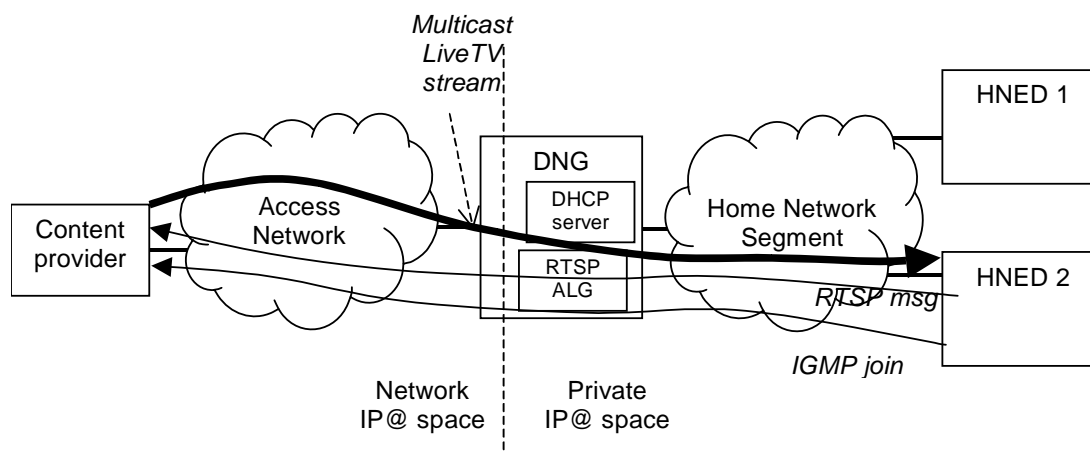 Multicast
LiveTV
stream
HNED 1
DNG
DHCP
server
Access
Network
Home Network
Segment
Content
provider
RTSP
ALG
HNED 2
RTSP msg
IGMP join
Network
IP@ space
Private
IP@ space